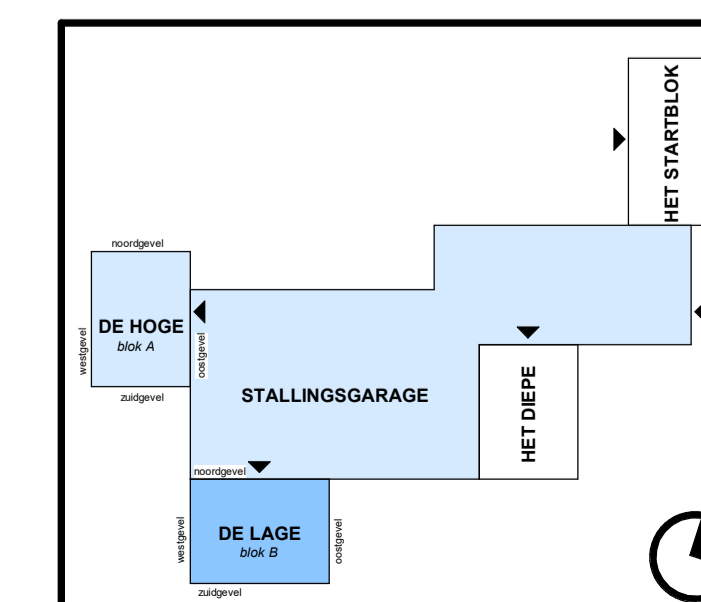 HET STARTBLOK
noordgevel
DE HOGE
blok A
westgevel
oostgevel
zuidgevel
STALLINGSGARAGE
HET DIEPE
noordgevel
DE LAGE
blok B
westgevel
oostgevel
zuidgevel